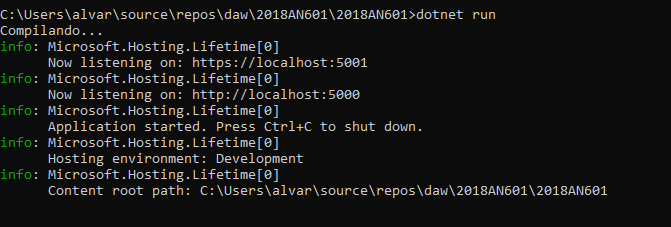 C:\Users\alvar\source\repos\daw\2018AN601\2018AN601>dotnet run
Compilando...
info: Microsoft.Hosting.Lifetime[0]
Now listening on: https://localhost:5001
info: Microsoft.Hosting.Lifetime[0]
Now listening on: http://localhost:5000
info: Microsoft.Hosting.Lifetime[0]
Application started. Press Ctrl+C to shut down.
info: Microsoft.Hosting.Lifetime[0]
Hosting environment: Development
info: Microsoft.Hosting.Lifetime[0]
Content root path: C:\Users\alvar\source\repos\daw\2018AN601\2018AN601